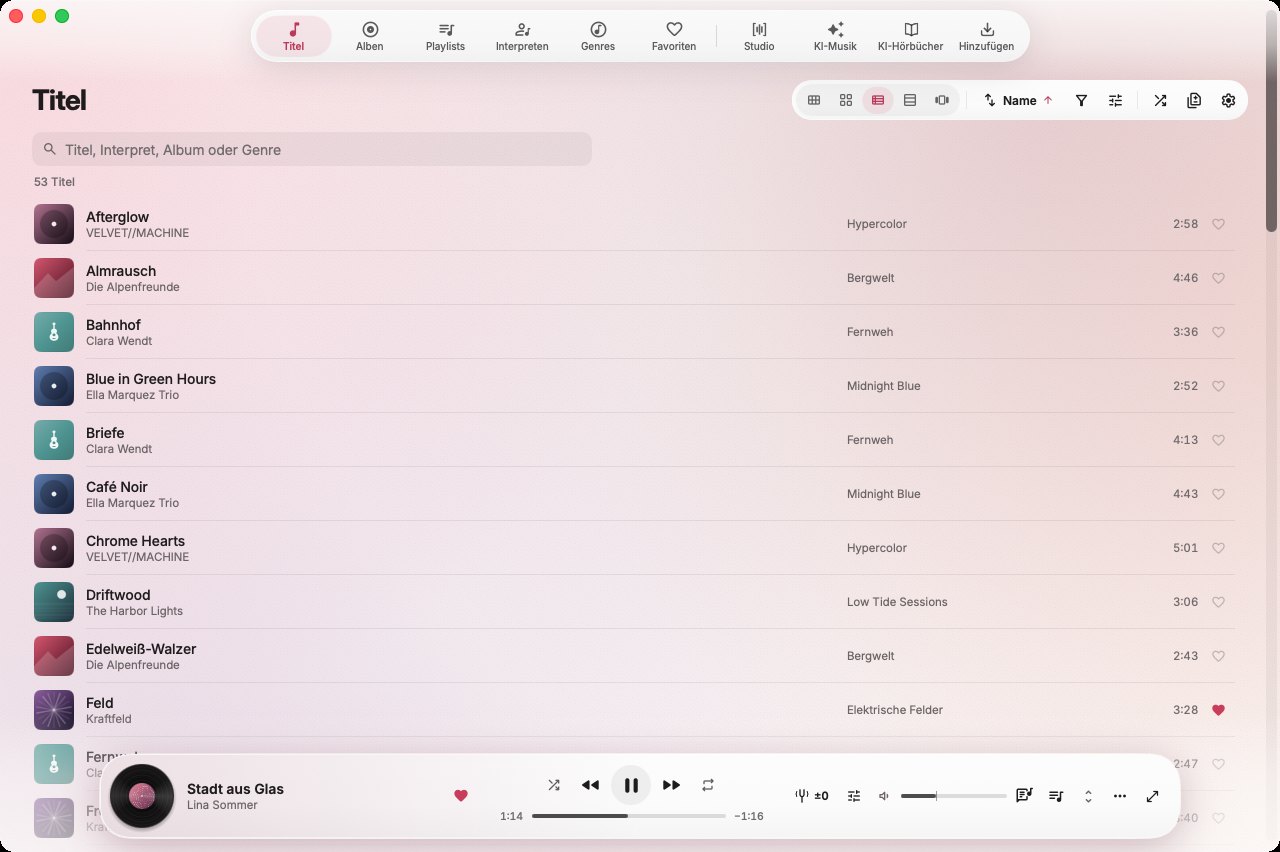 Titel
Alben
Playlists
Interpreten
Genres
Favoriten
Studio
KI-Musik
KI-Hörbücher
Hinzufügen
Titel
Name
Titel, Interpret, Album oder Genre
53 Titel
Afterglow
VELVET//MACHINE
Hypercolor
2:58
Almrausch
Die Alpenfreunde
Bergwelt
4:46
Bahnhof
Clara Wendt
Fernweh
3:36
Blue in Green Hours
Ella Marquez Trio
Midnight Blue
2:52
Briefe
Clara Wendt
Fernweh
4:13
Café Noir
Ella Marquez Trio
Midnight Blue
4:43
Chrome Hearts
VELVET//MACHINE
Hypercolor
5:01
Driftwood
The Harbor Lights
Low Tide Sessions
3:06
Edelweiß-Walzer
Die Alpenfreunde
Bergwelt
2:43
Feld
Kraftfeld
Elektrische Felder
3:28
2:47
Stadt aus Glas
Lina Sommer
1:14
−1:16
±0